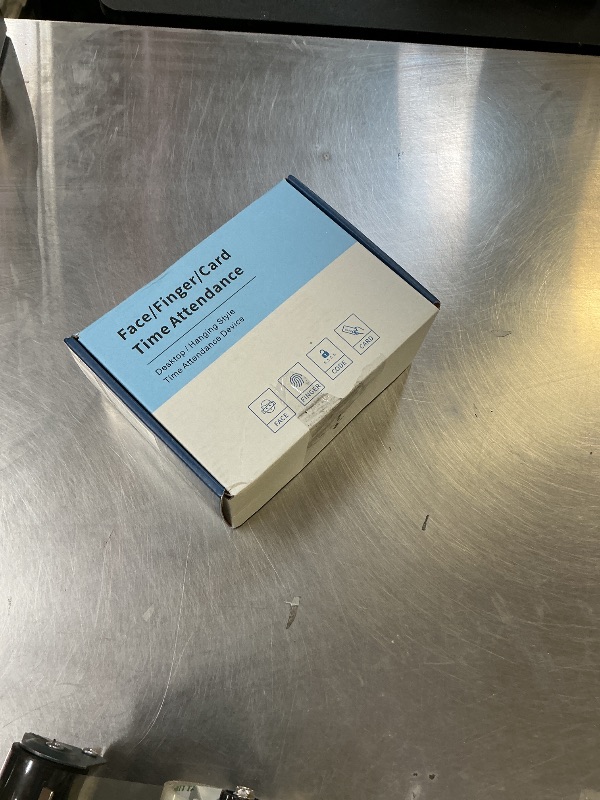 Face/Finger/Card
Time Attendance
Desktop / Hanging Style
Time Attendance Device
FACE
FINGER
CODE
CARD